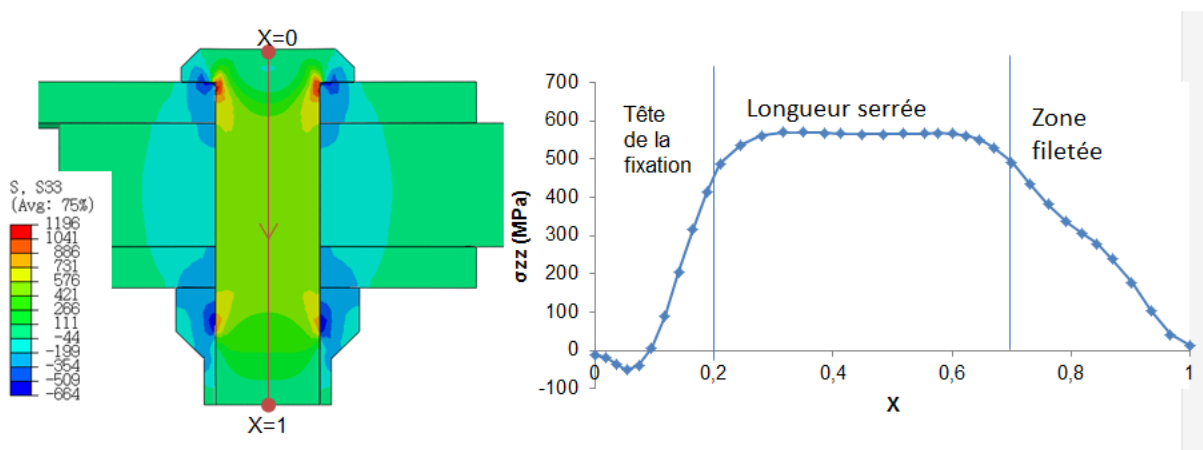 X=0
S, S33
(Avg: 75%)
1196
1041
886
731
576
421
266
111
-44
-199
-354
-509
-664
X=1
700
600
500
400
300
200
100
0
-100
σzz (MPa)
Tête
de la
fixation
Longueur serrée
Zone
filetée
0
0,2
0,4
0,6
0,8
1
X